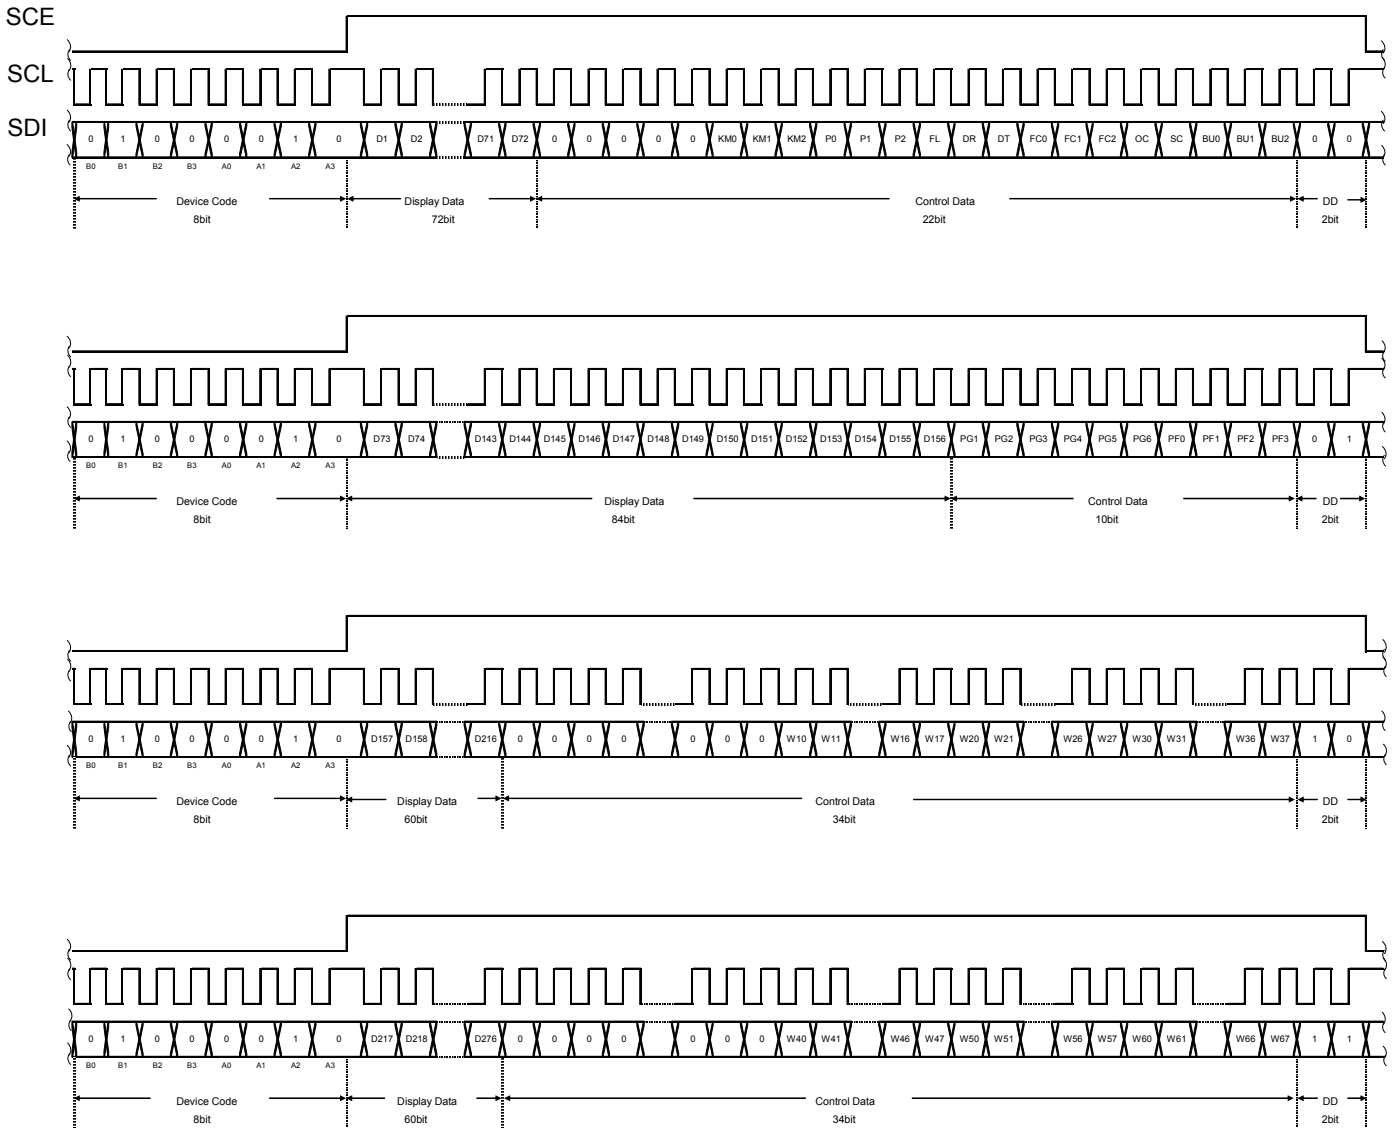 SCE
SCL
SDI
0 1 0 0 0 0 1 0 D1 D2 D71 D72 0 0 0 0 0 KM0 KM1 KM2 P0 P1 P2 FL DR DT FC0 FC1 FC2 OC SC BU0 BU1 BU2 0 0
B0 B1 B2 B3 A0 A1 A2 A3
Device Code Display Data Control Data DD
8bit 72bit 22bit 2bit
0 1 0 0 0 0 1 0 D73 D74 D143 D144 D145 D146 D147 D148 D149 D150 D151 D152 D153 D154 D155 D156 PG1 PG2 PG3 PG4 PG5 PG6 PF0 PF1 PF2 PF3 0 1
B0 B1 B2 B3 A0 A1 A2 A3
Device Code Display Data Control Data DD
8bit 84bit 10bit 2bit
0 1 0 0 0 0 1 0 D157 D158 D216 0 0 0 0 0 0 0 W10 W11 W16 W17 W20 W21 W26 W27 W30 W31 W36 W37 1 0
B0 B1 B2 B3 A0 A1 A2 A3
Device Code Display Data Control Data DD
8bit 60bit 34bit 2bit
0 1 0 0 0 0 1 0 D217 D218 D276 0 0 0 0 0 0 0 W40 W41 W46 W47 W50 W51 W56 W57 W60 W61 W66 W67 1 1
B0 B1 B2 B3 A0 A1 A2 A3
Device Code Display Data Control Data DD
8bit 60bit 34bit 2bit